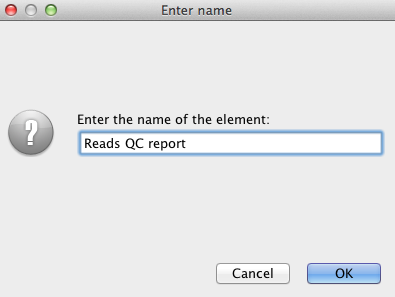 Enter name
Enter the name of the element:
Reads QC report
Cancel
OK